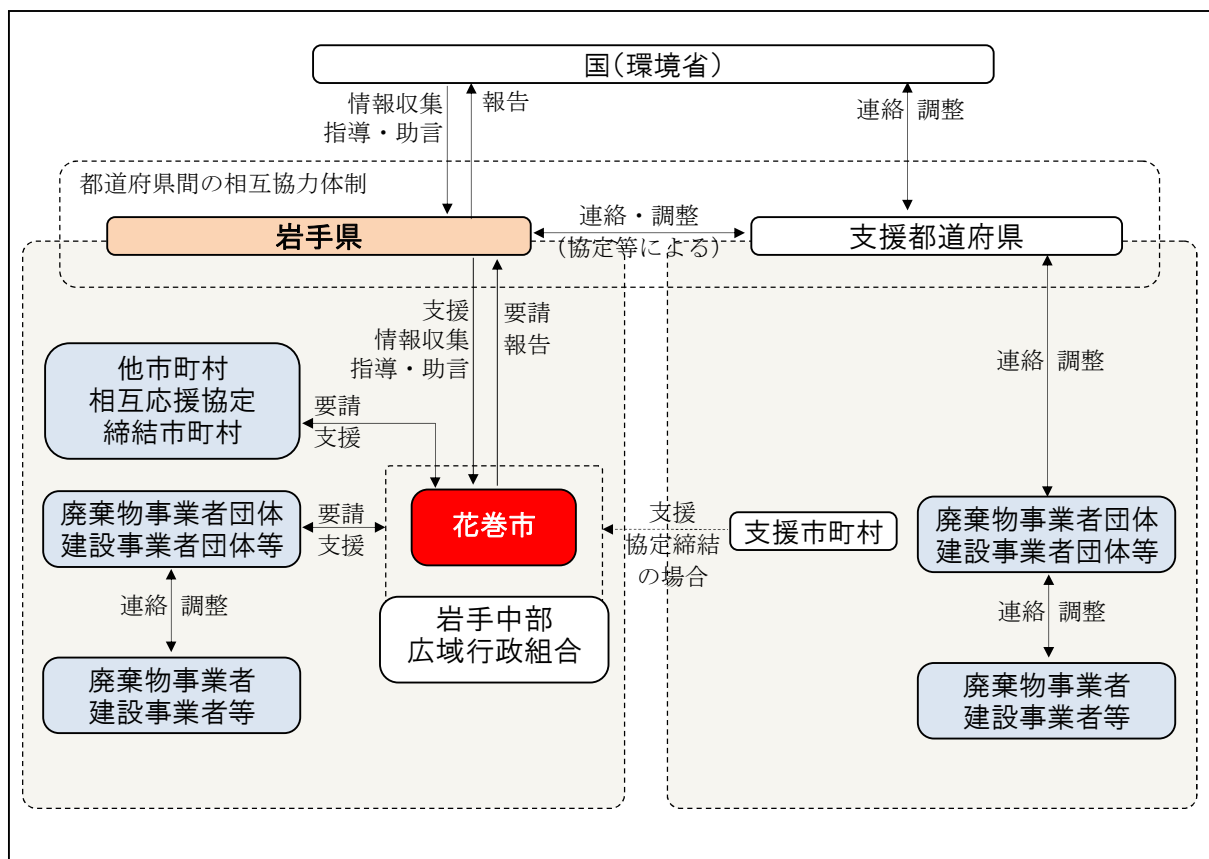 国(環境省)
情報収集
指導・助言
報告
連絡 調整
都道府県間の相互協力体制
岩手県
連絡・調整
(協定等による)
支援都道府県
支援
情報収集
指導・助言
要請
報告
連絡 調整
他市町村
相互応援協定
締結市町村
要請
支援
廃棄物事業者団体
建設事業者団体等
要請
支援
花巻市
支援
協定締結
の場合
支援市町村
廃棄物事業者団体
建設事業者団体等
連絡 調整
岩手中部
広域行政組合
連絡 調整
廃棄物事業者
建設事業者等
廃棄物事業者
建設事業者等